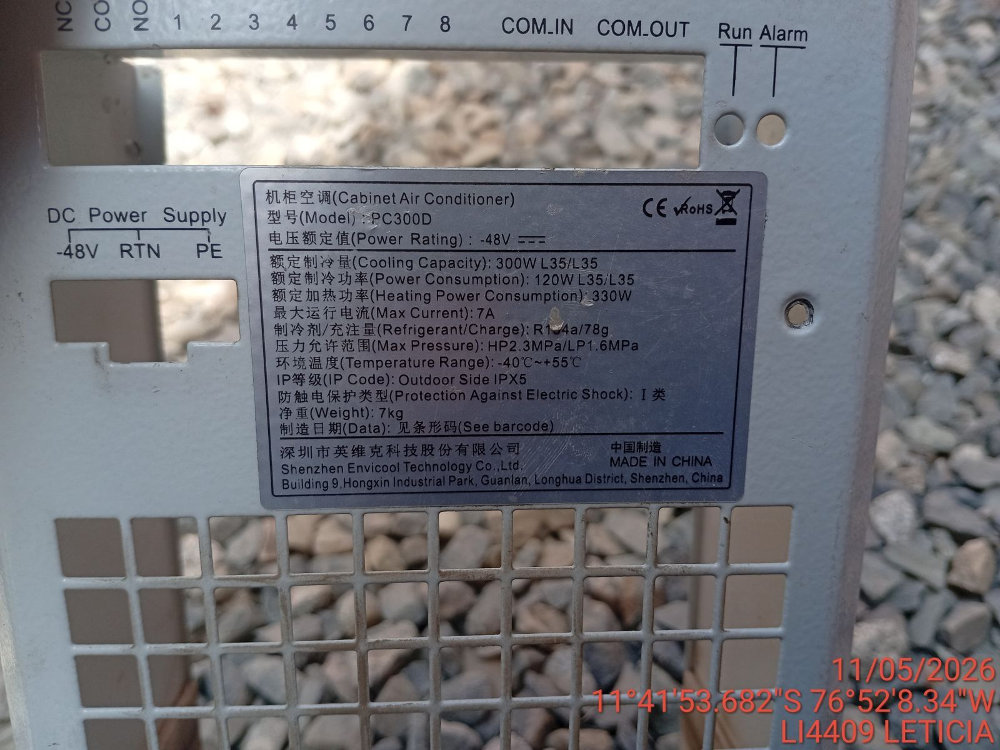 NC CO NO 1 2 3 4 5 6 7 8 COM-IN COM-OUT Run Alarm
DC Power Supply
-48V RTN PE
机柜空调(Cabinet Air Conditioner)
CE RoHS
型号(Model) : PC300D
电压额定值(Power Rating) : -48V
额定制冷量(Cooling Capacity): 300W L35/L35
额定制冷功率(Power Consumption): 120W L35/L35
额定加热功率(Heating Power Consumption): 330W
最大运行电流(Max Current): 7A
制冷剂/充注量(Refrigerant/Charge): R134a/78g
压力允许范围(Max Pressure): HP2.3MPa/LP1.6MPa
环境温度(Temperature Range): -40℃~+55℃
IP等级(IP Code): Outdoor Side IPX5
防触电保护类型(Protection Against Electric Shock): I 类
净重(Weight): 7kg
制造日期(Data): 见条形码(See barcode)
深圳市英维克科技股份有限公司
中国制造
Shenzhen Envicool Technology Co.,Ltd.
MADE IN CHINA
Building 9,Hongxin Industrial Park, Guanlan, Longhua District, Shenzhen, China
11/05/2026
11°41'53.682"S 76°52'8.34"W
LI4409 LETICIA